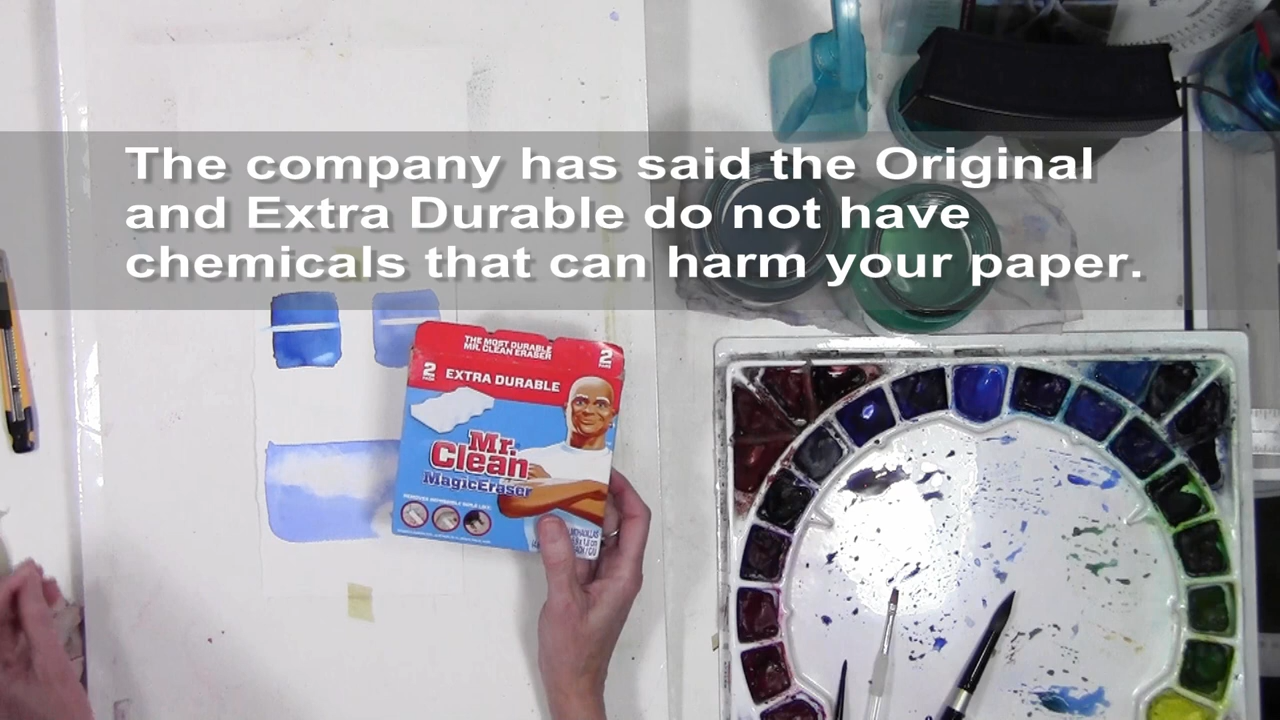 The company has said the Original
and Extra Durable do not have
chemicals that can harm your paper.
THE MOST DURABLE
MR. CLEAN ERASER
2
2
EXTRA DURABLE
Mr.
Clean
MagicEraser